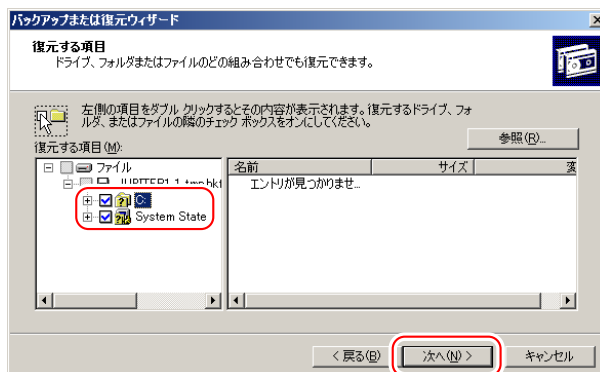 バックアップまたは復元ウィザード
復元する項目
ドライブ、フォルダまたはファイルのどの組み合わせでも復元できます。
左側の項目をダブル クリックするとその内容が表示されます。復元するドライブ、フォ
ルダ、またはファイルの隣のチェック ボックスをオンにしてください。
参照(R)...
復元する項目(M):
ファイル
C:
System State
名前 サイズ 変
エントリが見つかりませ...
< 戻る(B) 次へ(N) > キャンセル